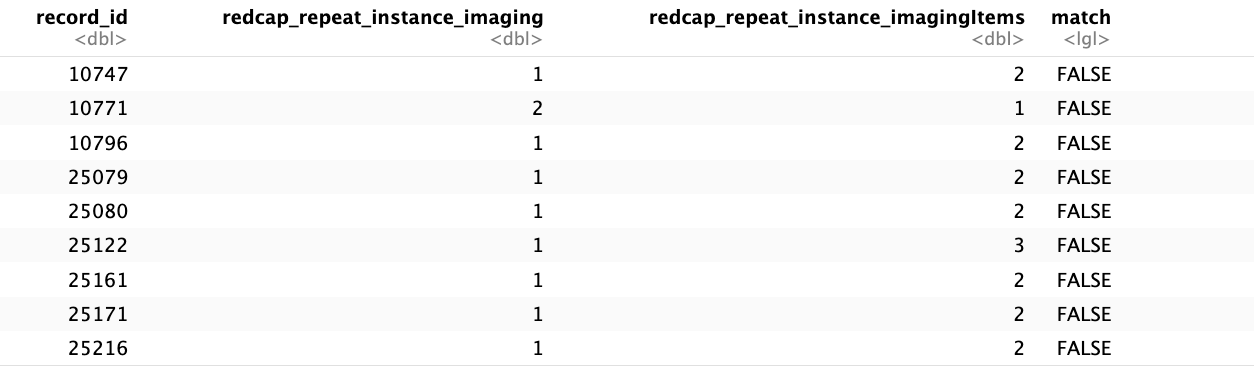 record_id redcap_repeat_instance_imaging redcap_repeat_instance_imagingItems match
<dbl> <dbl> <dbl> <lgl>
10747 1 2 FALSE
10771 2 1 FALSE
10796 1 2 FALSE
25079 1 2 FALSE
25080 1 2 FALSE
25122 1 3 FALSE
25161 1 2 FALSE
25171 1 2 FALSE
25216 1 2 FALSE